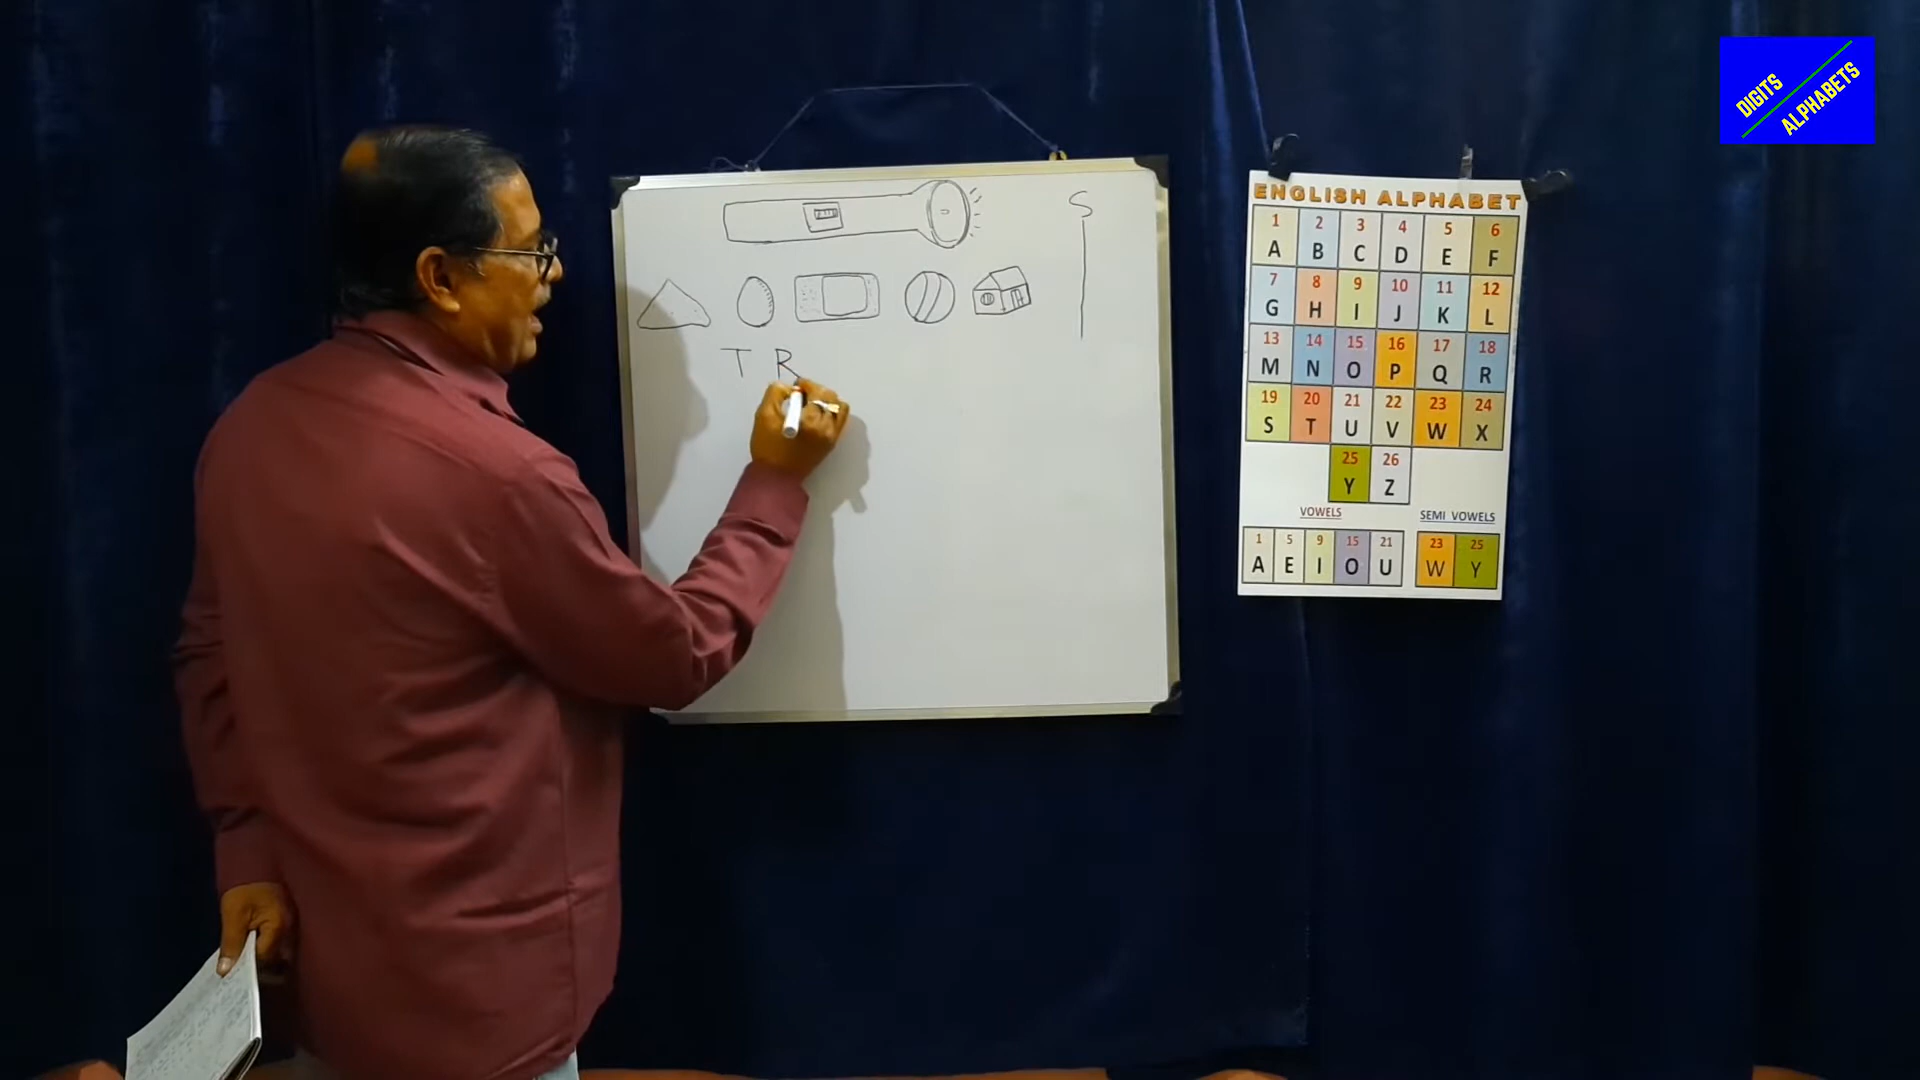 DIGITS
ALPHABETS
S
T R
ENGLISH ALPHABET
1 2 3 4 5 6
A B C D E F
7 8 9 10 11 12
G H I J K L
13 14 15 16 17 18
M N O P Q R
19 20 21 22 23 24
S T U V W X
25 26
Y Z
VOWELS SEMI VOWELS
1 5 9 15 21 23 25
A E I O U W Y